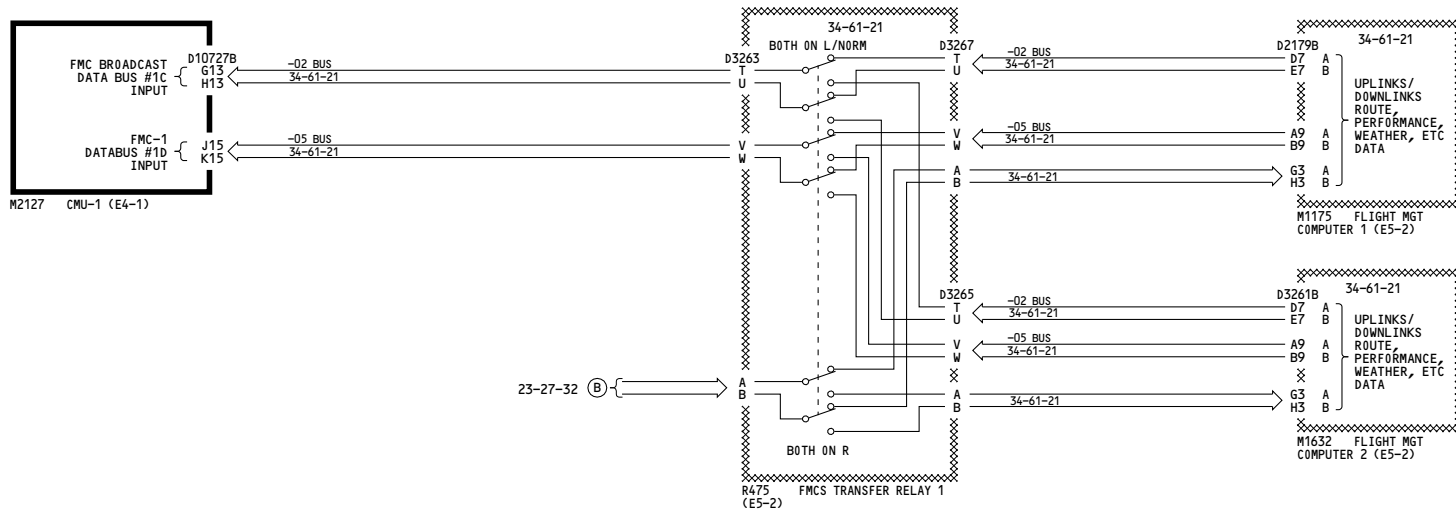 FMC BROADCAST
DATA BUS #1C
INPUT
D10727B
G13
H13
-02 BUS
34-61-21
FMC-1
DATABUS #1D
INPUT
J15
K15
-05 BUS
34-61-21
M2127 CMU-1 (E4-1)
23-27-32 B
34-61-21
BOTH ON L/NORM
D3263
T
U
V
W
A
B
D3267
T
U
V
W
A
B
D3265
T
U
V
W
A
B
BOTH ON R
R475 FMCS TRANSFER RELAY 1
(E5-2)
-02 BUS
34-61-21
-05 BUS
34-61-21
34-61-21
D2179B
D7 A
E7 B
A9 A
B9 B
G3 A
H3 B
34-61-21
UPLINKS/
DOWNLINKS
ROUTE,
PERFORMANCE,
WEATHER, ETC
DATA
M1175 FLIGHT MGT
COMPUTER 1 (E5-2)
-02 BUS
34-61-21
-05 BUS
34-61-21
34-61-21
D3261B
D7 A
E7 B
A9 A
B9 B
G3 A
H3 B
34-61-21
UPLINKS/
DOWNLINKS
ROUTE,
PERFORMANCE,
WEATHER, ETC
DATA
M1632 FLIGHT MGT
COMPUTER 2 (E5-2)